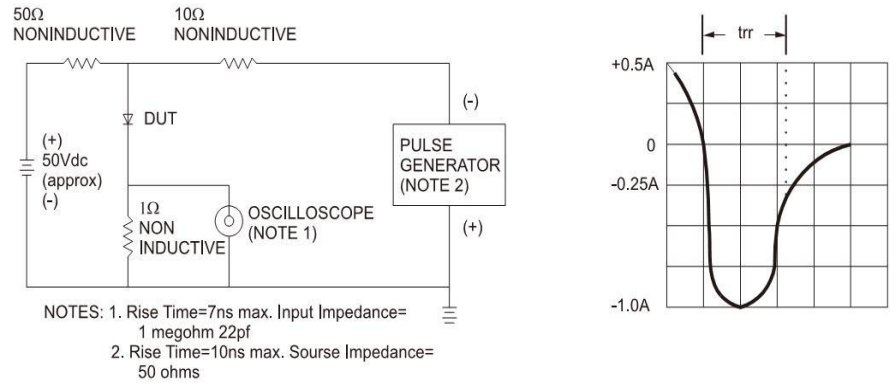 50Ω
NONINDUCTIVE
10Ω
NONINDUCTIVE
DUT
(+)
50Vdc
(approx)
(-)
1Ω
NON
INDUCTIVE
OSCILLOSCOPE
(NOTE 1)
(-)
PULSE
GENERATOR
(NOTE 2)
(+)
NOTES: 1. Rise Time=7ns max. Input Impedance=
1 megohm 22pf
2. Rise Time=10ns max. Sourse Impedance=
50 ohms
trr
+0.5A
0
-0.25A
-1.0A